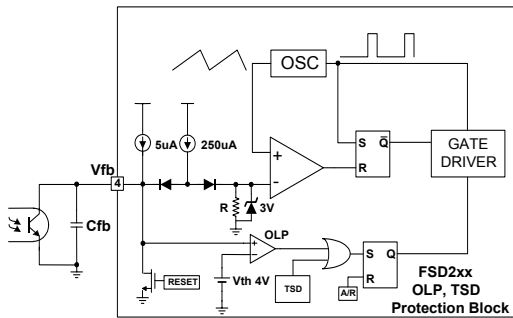 OSC
5uA
250uA
Vfb
4
+
-
S
Q
R
GATE
DRIVER
Cfb
R
3V
OLP
+
-
Vth 4V
RESET
TSD
S
Q
R
A/R
FSD2xx
OLP, TSD
Protection Block